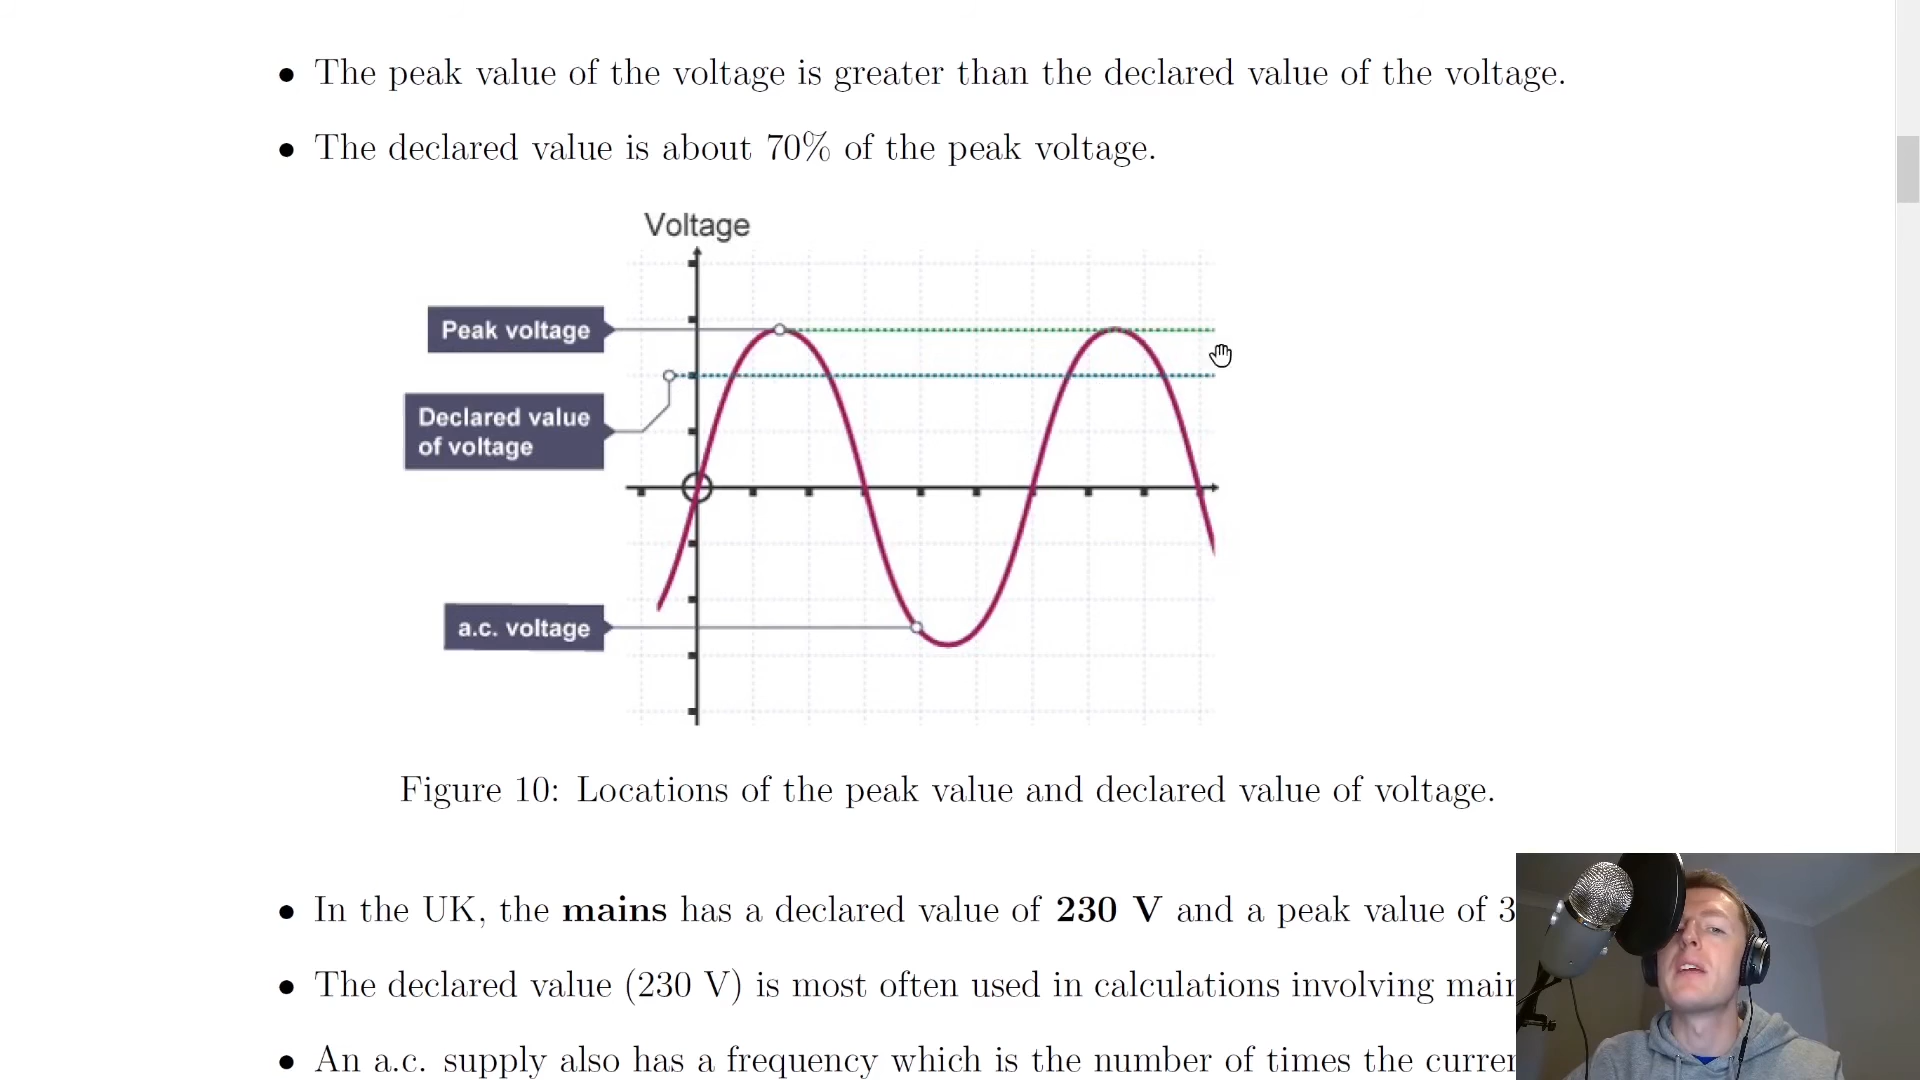 • The peak value of the voltage is greater than the declared value of the voltage.
• The declared value is about 70% of the peak voltage.
Voltage
Peak voltage
Declared value
of voltage
a.c. voltage
Figure 10: Locations of the peak value and declared value of voltage.
• In the UK, the mains has a declared value of 230 V and a peak value of 3
• The declared value (230 V) is most often used in calculations involving
• An a.c. supply also has a frequency which is the number of times the